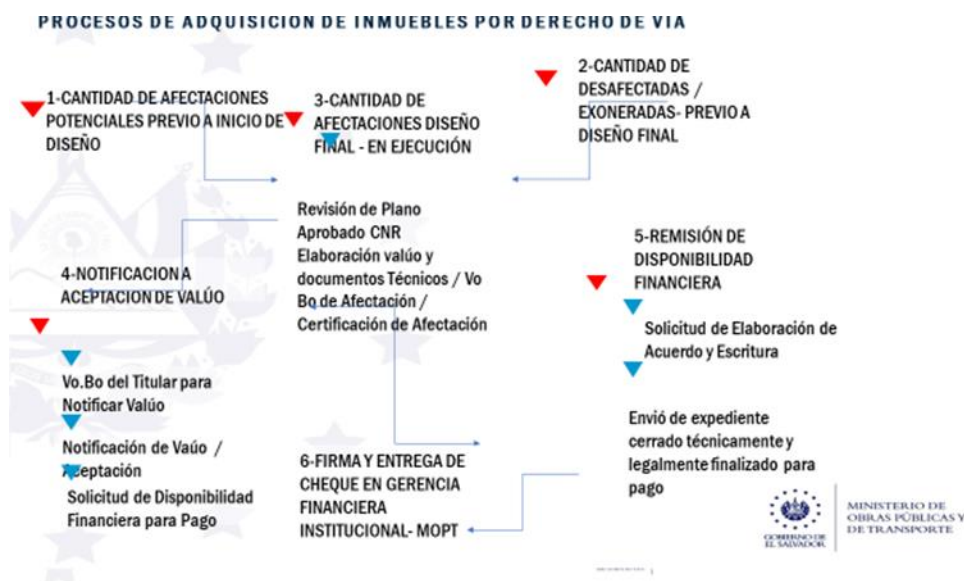 PROCESOS DE ADQUISICION DE INMUEBLES POR DERECHO DE VIA
1-CANTIDAD DE AFECTACIONES
POTENCIALES PREVIO A INICIO DE
DISEÑO
3-CANTIDAD DE
AFECTACIONES DISEÑO
FINAL - EN EJECUCIÓN
2-CANTIDAD DE
DESAFECTADAS /
EXONERADAS- PREVIO A
DISEÑO FINAL
Revisión de Plano
Aprobado CNR
Elaboración valúo y
documentos Técnicos / Vo
Bo de Afectación /
Certificación de Afectación
4-NOTIFICACION A
ACEPTACION DE VALÚO
Vo.Bo del Titular para
Notificar Valúo
Notificación de Vaúo /
Aceptación
Solicitud de Disponibilidad
Financiera para Pago
5-REMISIÓN DE
DISPONIBILIDAD
FINANCIERA
Solicitud de Elaboración de
Acuerdo y Escritura
Envió de expediente
cerrado técnicamente y
legalmente finalizado para
pago
6-FIRMA Y ENTREGA DE
CHEQUE EN GERENCIA
FINANCIERA
INSTITUCIONAL- MOPT
GOBIERNO DE
EL SALVADOR
MINISTERIO DE
OBRAS PÚBLICAS Y
DE TRANSPORTE